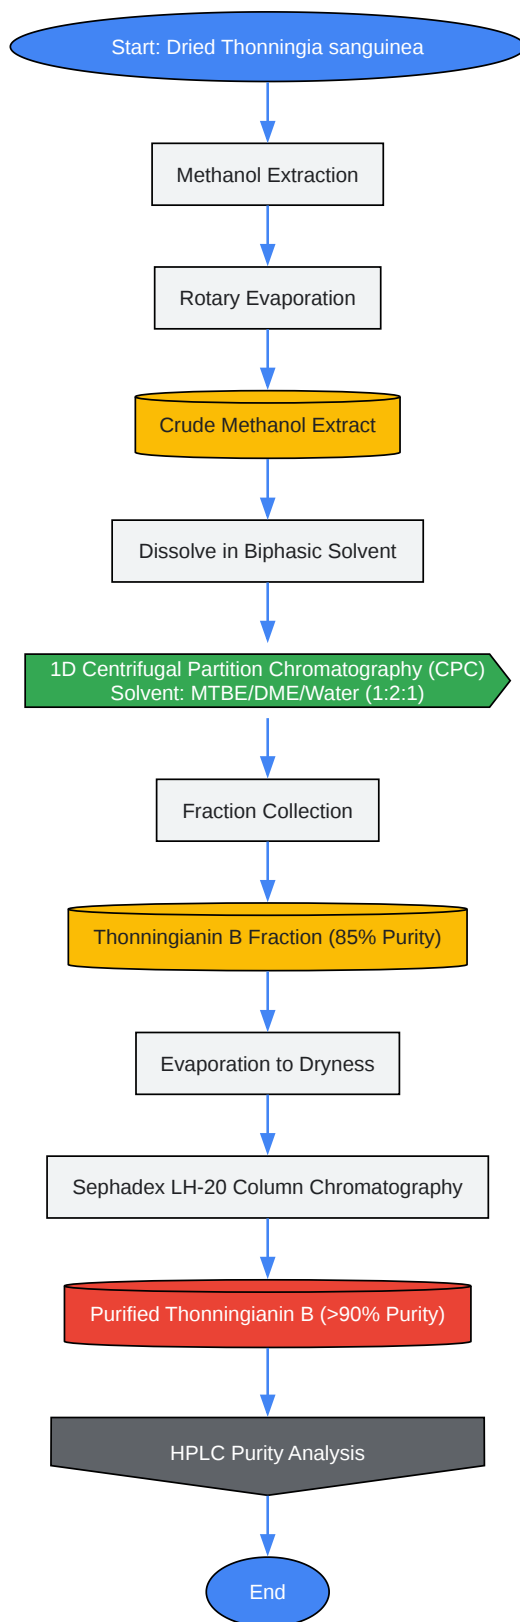 Start: Dried Thonningia sanguinea
Methanol Extraction
Rotary Evaporation
Crude Methanol Extract
Dissolve in Biphasic Solvent
1D Centrifugal Partition Chromatography (CPC)
Solvent: MTBE/DME/Water (1:2:1)
Fraction Collection
Thonningianin B Fraction (85% Purity)
Evaporation to Dryness
Sephadex LH-20 Column Chromatography
Purified Thonningianin B (>90% Purity)
HPLC Purity Analysis
End